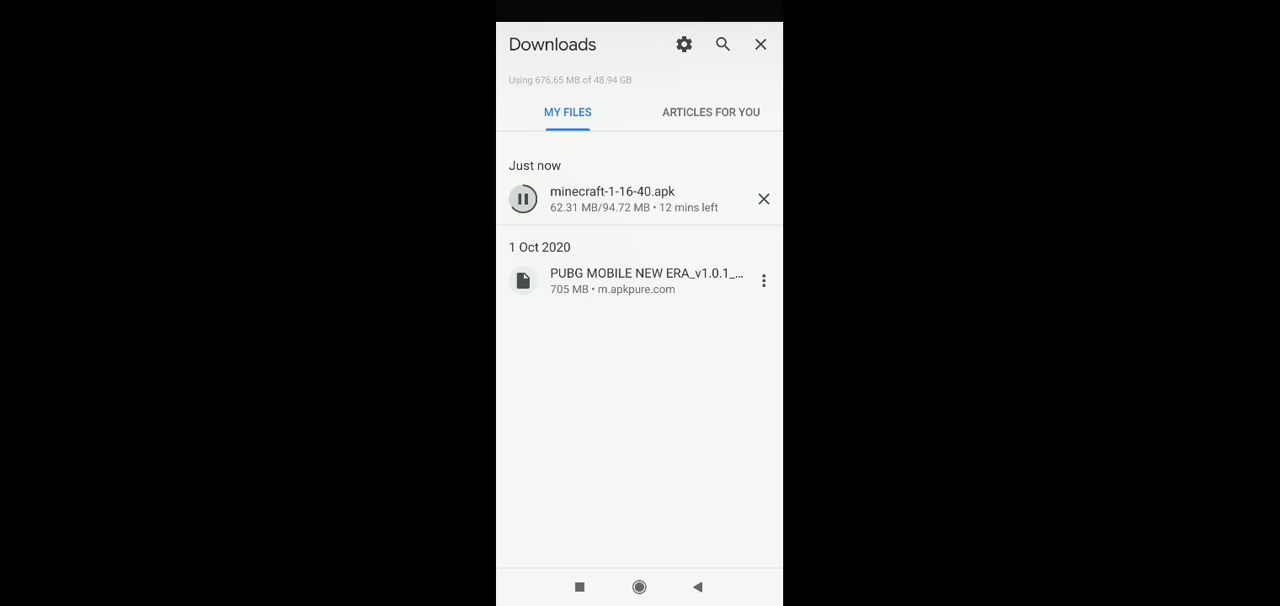 Downloads
Using 676.65 MB of 48.94 GB
MY FILES
ARTICLES FOR YOU
Just now
minecraft-1-16-40.apk
62.31 MB/94.72 MB • 12 mins left
1 Oct 2020
PUBG MOBILE NEW ERA_v1.0.1_...
705 MB • m.apkpure.com